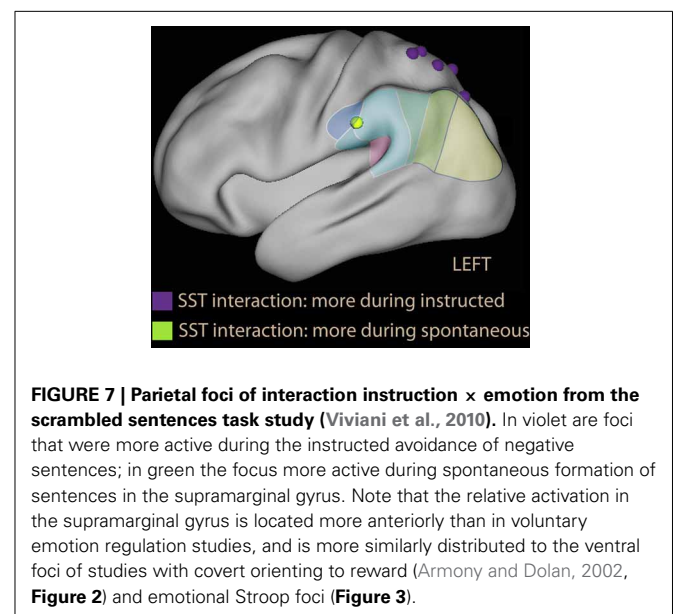 LEFT
SST interaction: more during instructed
SST interaction: more during spontaneous
FIGURE 7 | Parietal foci of interaction instruction × emotion from the
scrambled sentences task study (Viviani et al., 2010). In violet are foci
that were more active during the instructed avoidance of negative
sentences; in green the focus more active during spontaneous formation of
sentences in the supramarginal gyrus. Note that the relative activation in
the supramarginal gyrus is located more anteriorly than in voluntary
emotion regulation studies, and is more similarly distributed to the ventral
foci of studies with covert orienting to reward (Armony and Dolan, 2002,
Figure 2) and emotional Stroop foci (Figure 3).